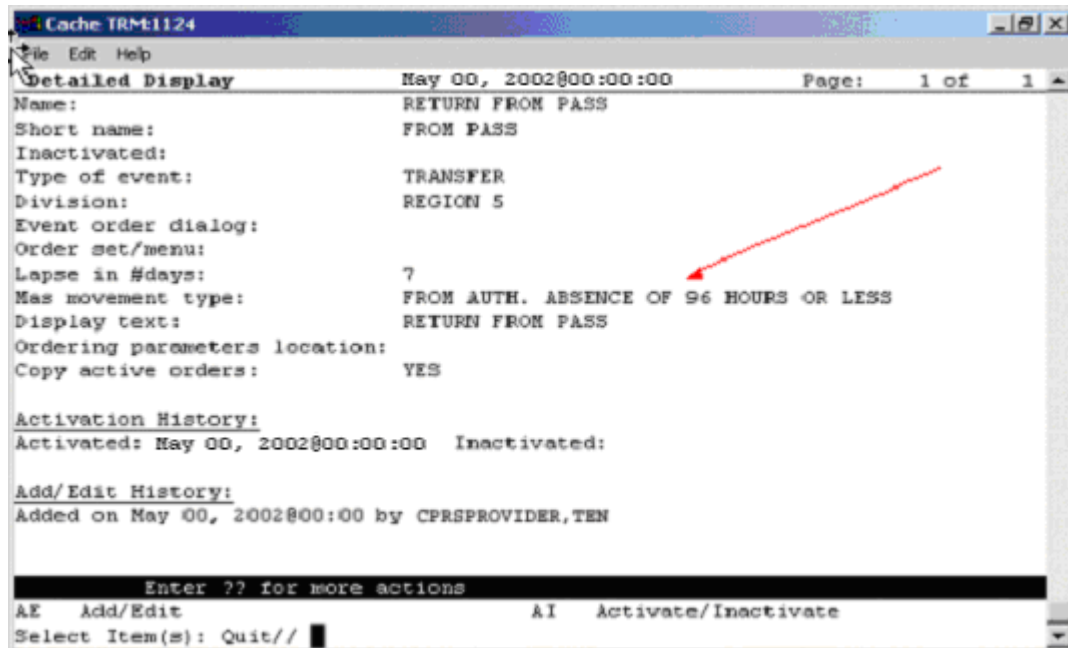 Cache TRM:1124
File Edit Help
Detailed Display May 00, 2002@00:00:00 Page: 1 of 1
Name: RETURN FROM PASS
Short name: FROM PASS
Inactivated:
Type of event: TRANSFER
Division: REGION 5
Event order dialog:
Order set/menu:
Lapse in #days: 7
Mas movement type: FROM AUTH. ABSENCE OF 96 HOURS OR LESS
Display text: RETURN FROM PASS
Ordering parameters location:
Copy active orders: YES
Activation History:
Activated: May 00, 2002@00:00:00 Inactivated:
Add/Edit History:
Added on May 00, 2002@00:00 by CPRSPROVIDER,TEN
Enter ?? for more actions
AE Add/Edit AI Activate/Inactivate
Select Item(s): Quit//